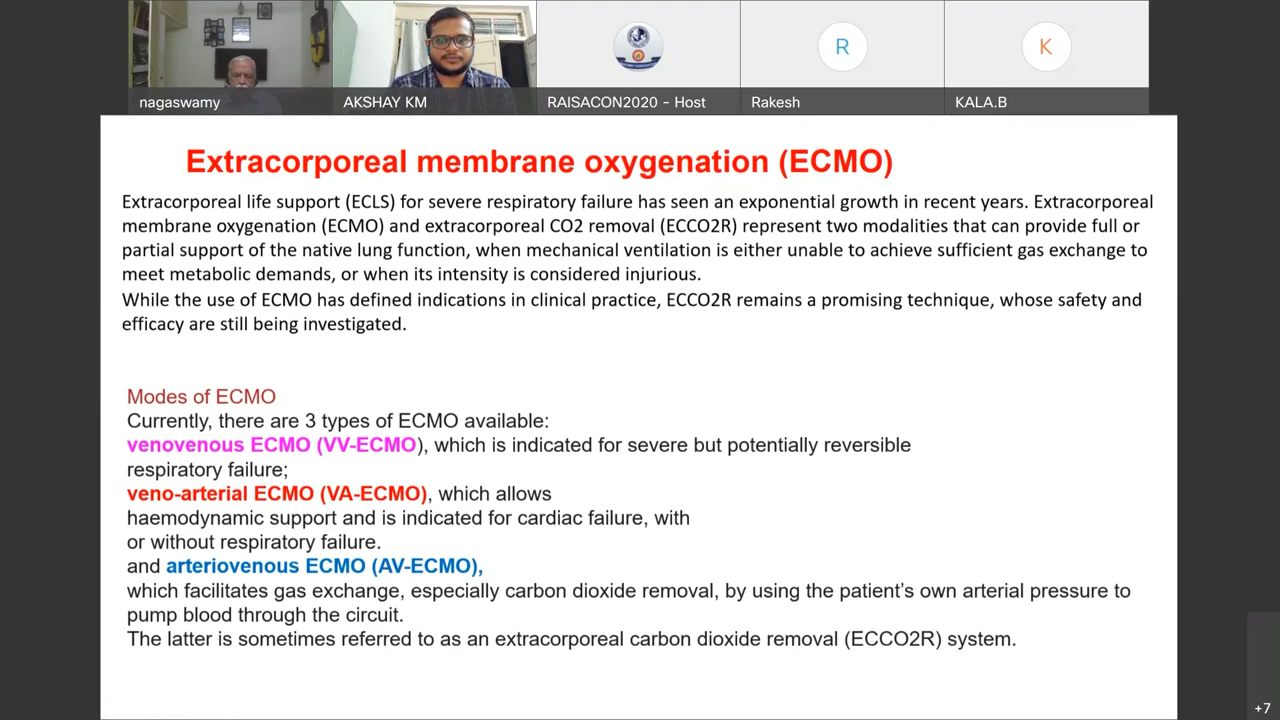 nagaswamy
AKSHAY KM
RAISACON2020 - Host
R
Rakesh
K
KALA.B
Extracorporeal membrane oxygenation (ECMO)
Extracorporeal life support (ECLS) for severe respiratory failure has seen an exponential growth in recent years. Extracorporeal
membrane oxygenation (ECMO) and extracorporeal CO2 removal (ECCO2R) represent two modalities that can provide full or
partial support of the native lung function, when mechanical ventilation is either unable to achieve sufficient gas exchange to
meet metabolic demands, or when its intensity is considered injurious.
While the use of ECMO has defined indications in clinical practice, ECCO2R remains a promising technique, whose safety and
efficacy are still being investigated.
Modes of ECMO
Currently, there are 3 types of ECMO available:
venovenous ECMO (VV-ECMO), which is indicated for severe but potentially reversible
respiratory failure;
veno-arterial ECMO (VA-ECMO), which allows
haemodynamic support and is indicated for cardiac failure, with
or without respiratory failure.
and arteriovenous ECMO (AV-ECMO),
which facilitates gas exchange, especially carbon dioxide removal, by using the patient's own arterial pressure to
pump blood through the circuit.
The latter is sometimes referred to as an extracorporeal carbon dioxide removal (ECCO2R) system.
+7